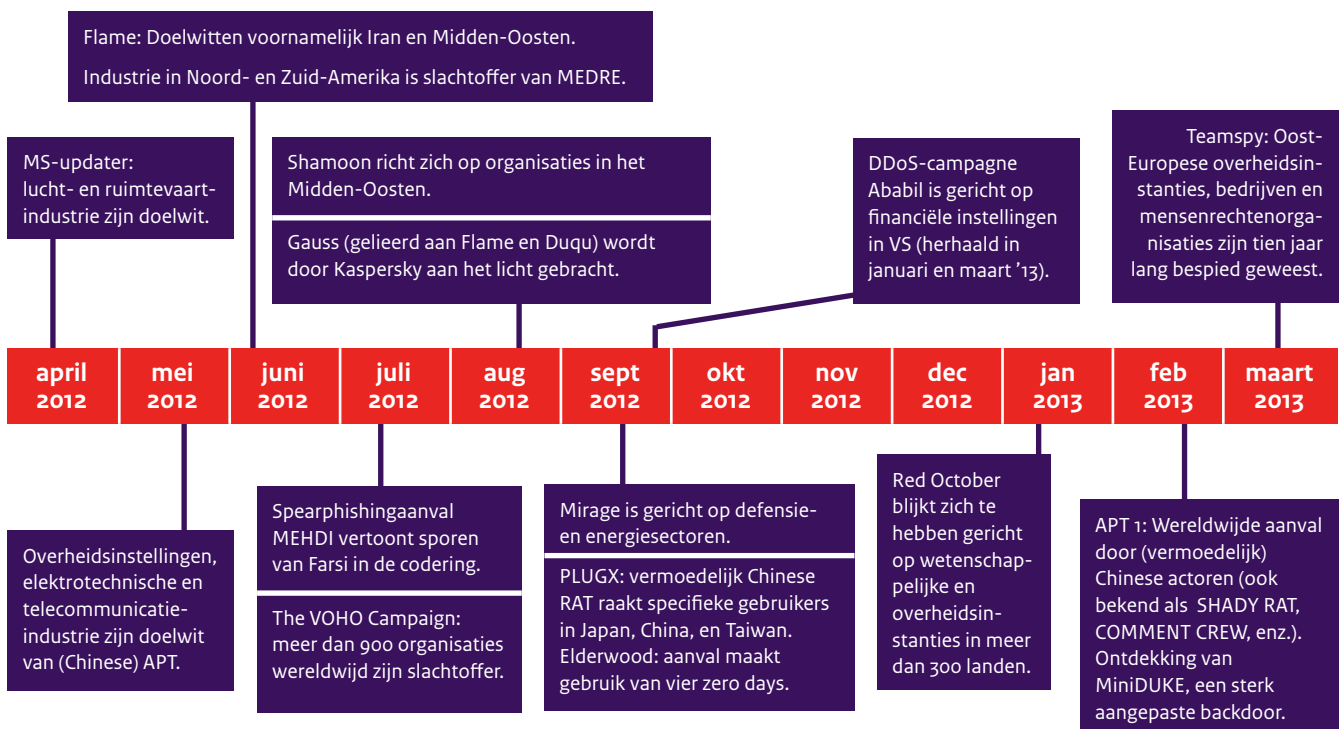 Flame: Doelwitten voornamelijk Iran en Midden-Oosten.
Industrie in Noord- en Zuid-Amerika is slachtoffer van MEDRE.
MS-updater:
lucht- en ruimtevaart-
industrie zijn doelwit.
Shamoon richt zich op organisaties in het
Midden-Oosten.
Gauss (gelieerd aan Flame en Duqu) wordt
door Kaspersky aan het licht gebracht.
DDoS-campagne
Ababil is gericht op
financiële instellingen
in VS (herhaald in
januari en maart ’13).
Teamspy: Oost-
Europese overheidsin-
stanties, bedrijven en
mensenrechtenorga-
nisaties zijn tien jaar
lang bespied geweest.
april 2012
mei 2012
juni 2012
juli 2012
aug 2012
sept 2012
okt 2012
nov 2012
dec 2012
jan 2013
feb 2013
maart 2013
Overheidsinstellingen,
elektrotechnische en
telecommunicatie-
industrie zijn doelwit
van (Chinese) APT.
Spearphishingaanval
MEHDI vertoont sporen
van Farsi in de codering.
The VOHO Campaign:
meer dan 900 organisaties
wereldwijd zijn slachtoffer.
Mirage is gericht op defensie-
en energiesectoren.
PLUGX: vermoedelijk Chinese
RAT raakt specifieke gebruikers
in Japan, China, en Taiwan.
Elderwood: aanval maakt
gebruik van vier zero days.
Red October
blijkt zich te
hebben gericht
op wetenschap-
pelijke en
overheidsin-
stanties in meer
dan 300 landen.
APT 1: Wereldwijde aanval
door (vermoedelijk)
Chinese actoren (ook
bekend als SHADY RAT,
COMMENT CREW, enz.).
Ontdekking van
MiniDUKE, een sterk
aangepaste backdoor.